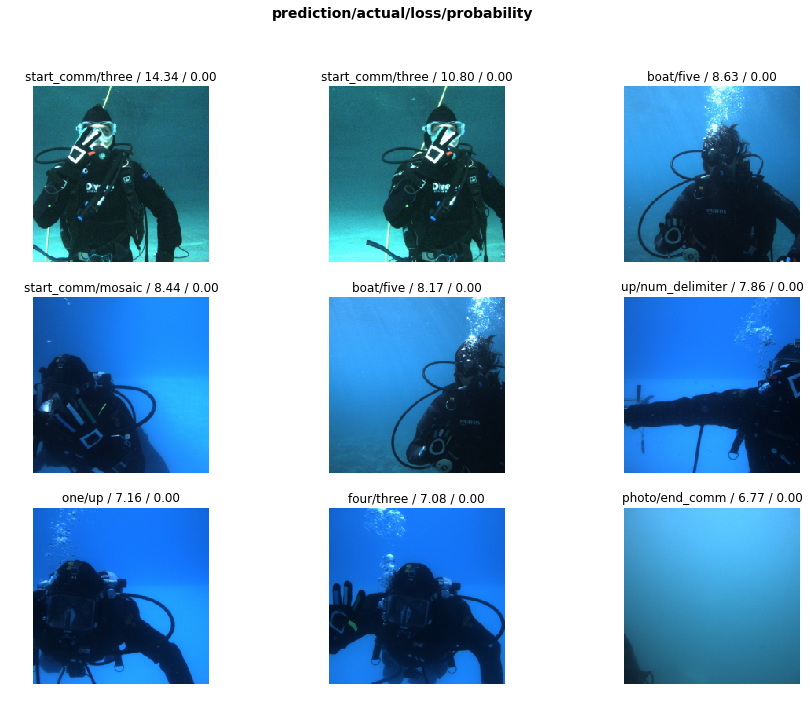 prediction/actual/loss/probability
start_comm/three / 14.34 / 0.00
start_comm/three / 10.80 / 0.00
boat/five / 8.63 / 0.00
start_comm/mosaic / 8.44 / 0.00
boat/five / 8.17 / 0.00
up/num_delimiter / 7.86 / 0.00
one/up / 7.16 / 0.00
four/three / 7.08 / 0.00
photo/end_comm / 6.77 / 0.00